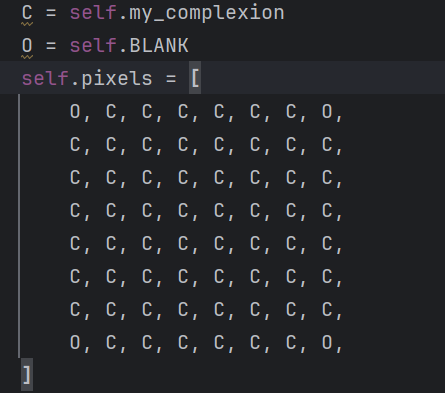 C = self.my_complexion
O = self.BLANK
self.pixels = [
    O, C, C, C, C, C, C, O,
    C, C, C, C, C, C, C, C,
    C, C, C, C, C, C, C, C,
    C, C, C, C, C, C, C, C,
    C, C, C, C, C, C, C, C,
    C, C, C, C, C, C, C, C,
    C, C, C, C, C, C, C, C,
    O, C, C, C, C, C, C, O,
]